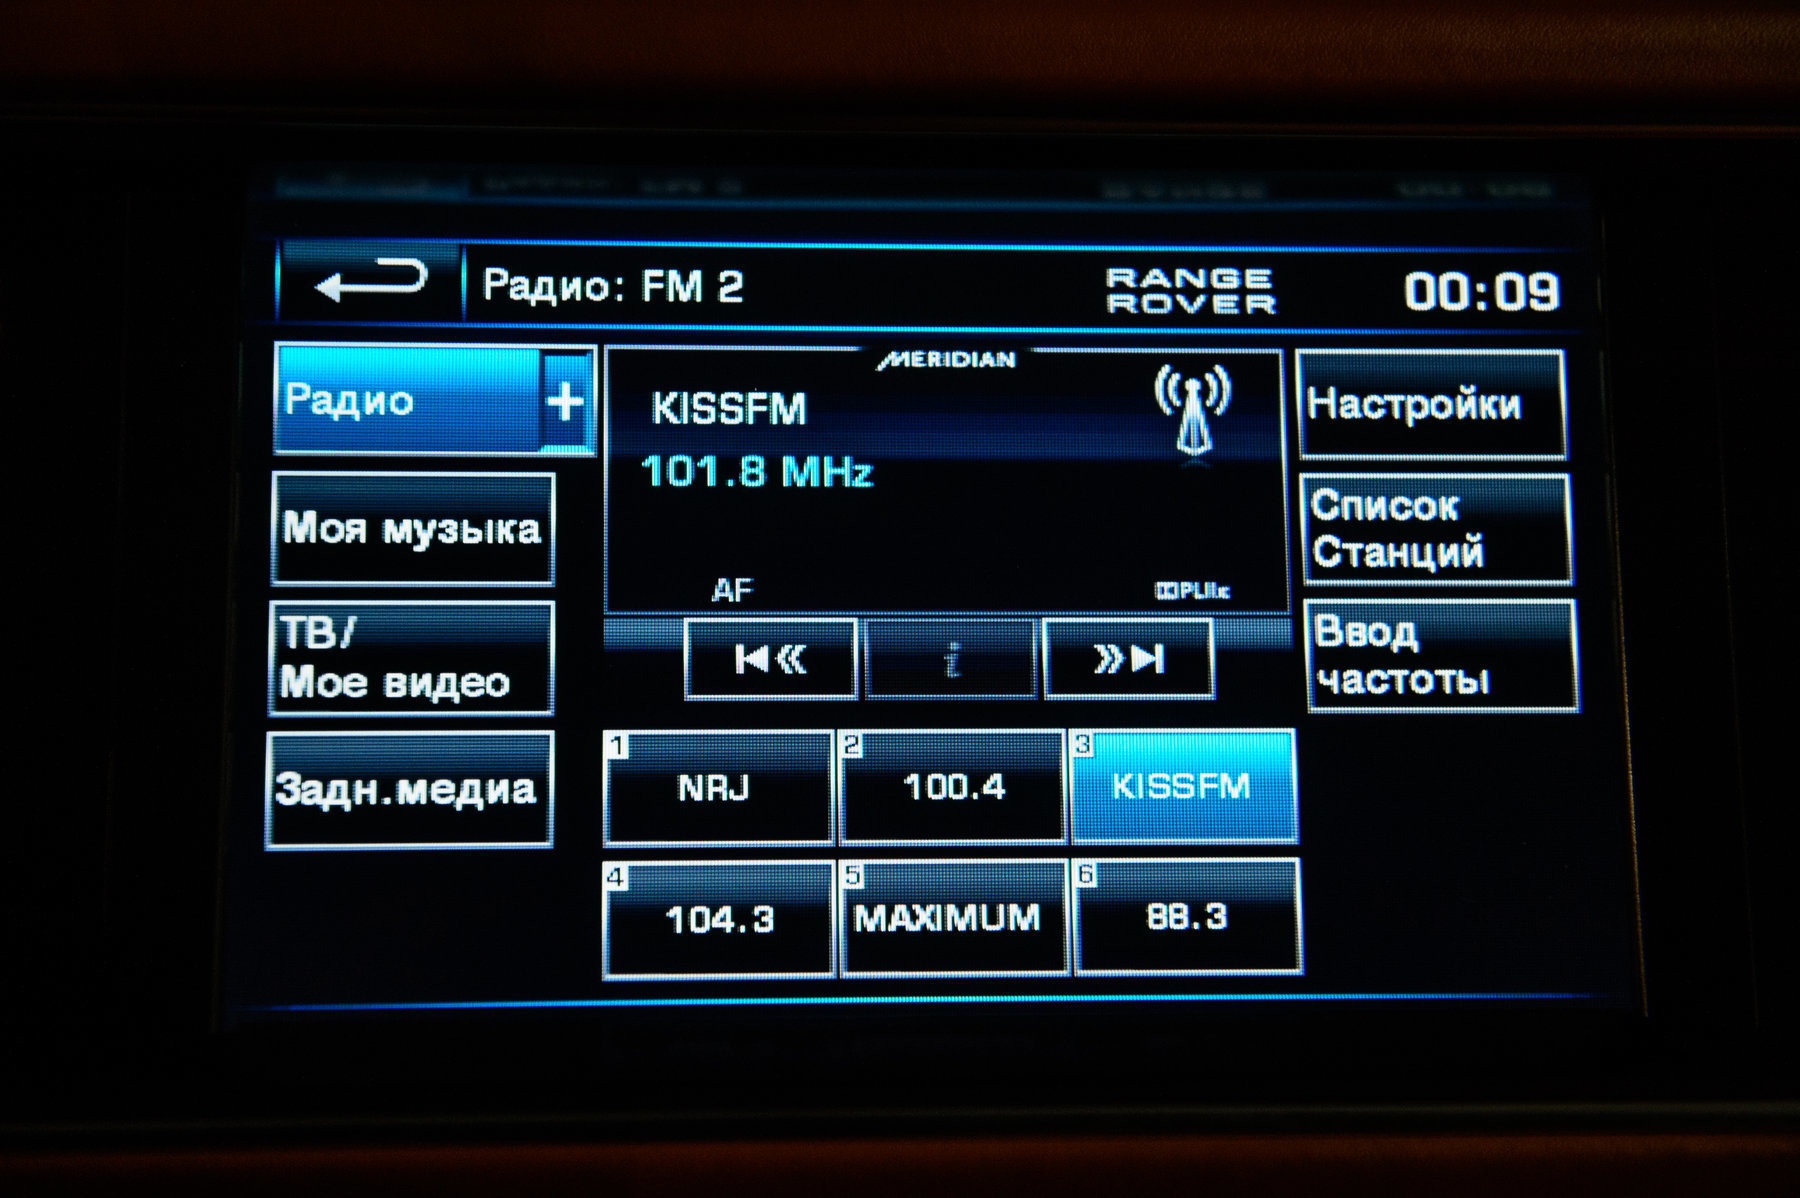 Радио: FM 2
RANGE
ROVER
00:09
Радио
+
Моя музыка
ТВ/
Мое видео
Задн.медиа
MERIDIAN
KISSFM
101.8 MHz
AF
PLIIx
i
Настройки
Список
Станций
Ввод
частоты
1
NRJ
2
100.4
3
KISSFM
4
104.3
5
MAXIMUM
6
88.3